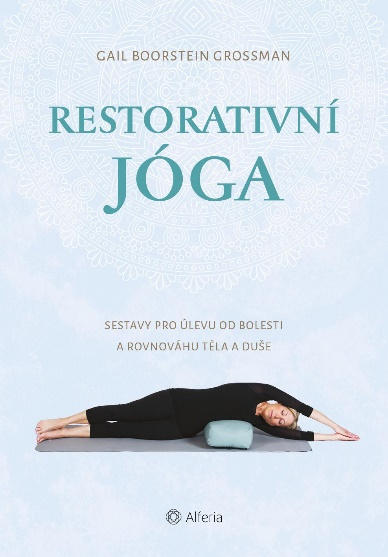 GAIL BOORSTEIN GROSSMAN
RESTORATIVNÍ
JÓGA
SESTAVY PRO ÚLEVU OD BOLESTI
A ROVNOVÁHU TĚLA A DUŠE
Alferia